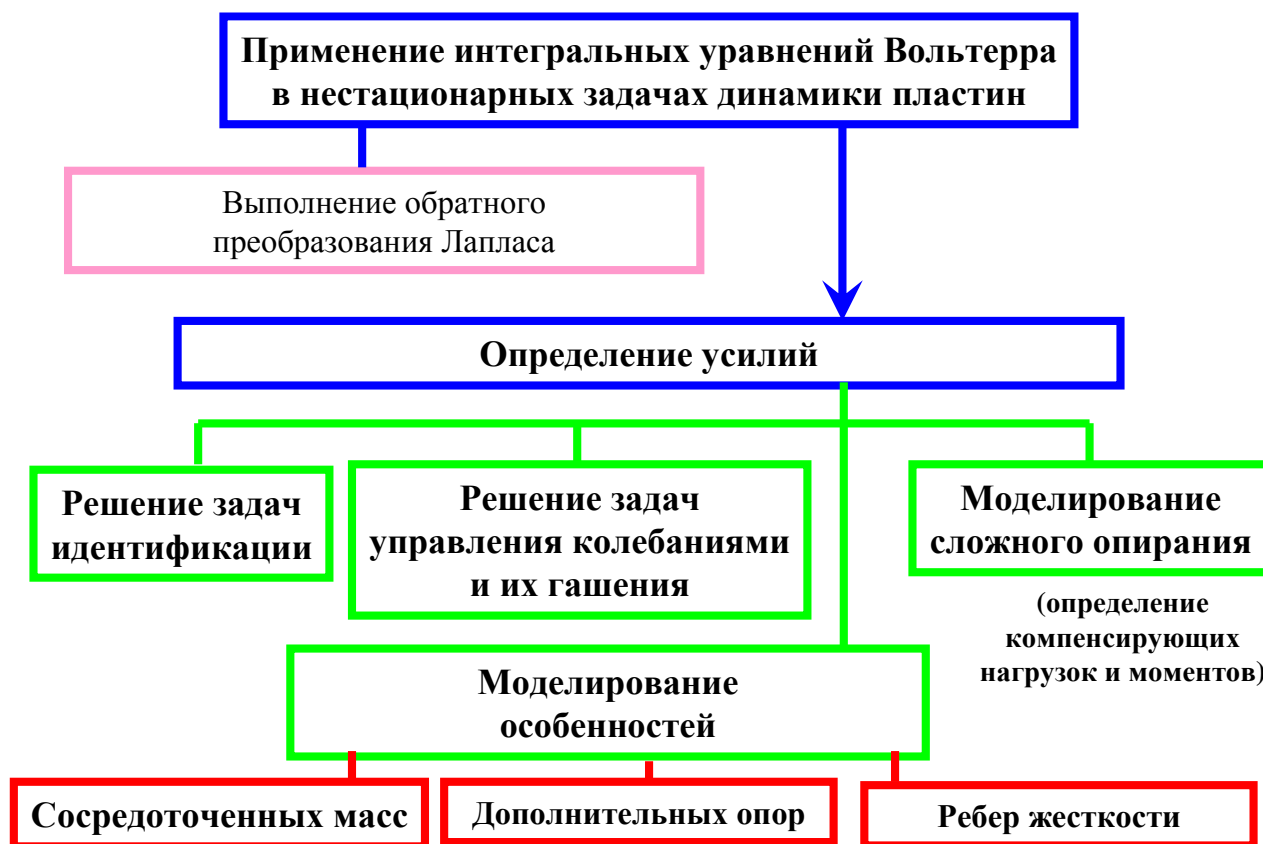 Применение интегральных уравнений Вольтерра
в нестационарных задачах динамики пластин
Выполнение обратного
преобразования Лапласа
Определение усилий
Решение задач
идентификации
Решение задач
управления колебаниями
и их гашения
Моделирование
сложного опирания
(определение
компенсирующих
нагрузок и моментов)
Моделирование
особенностей
Сосредоточенных масс
Дополнительных опор
Ребер жесткости